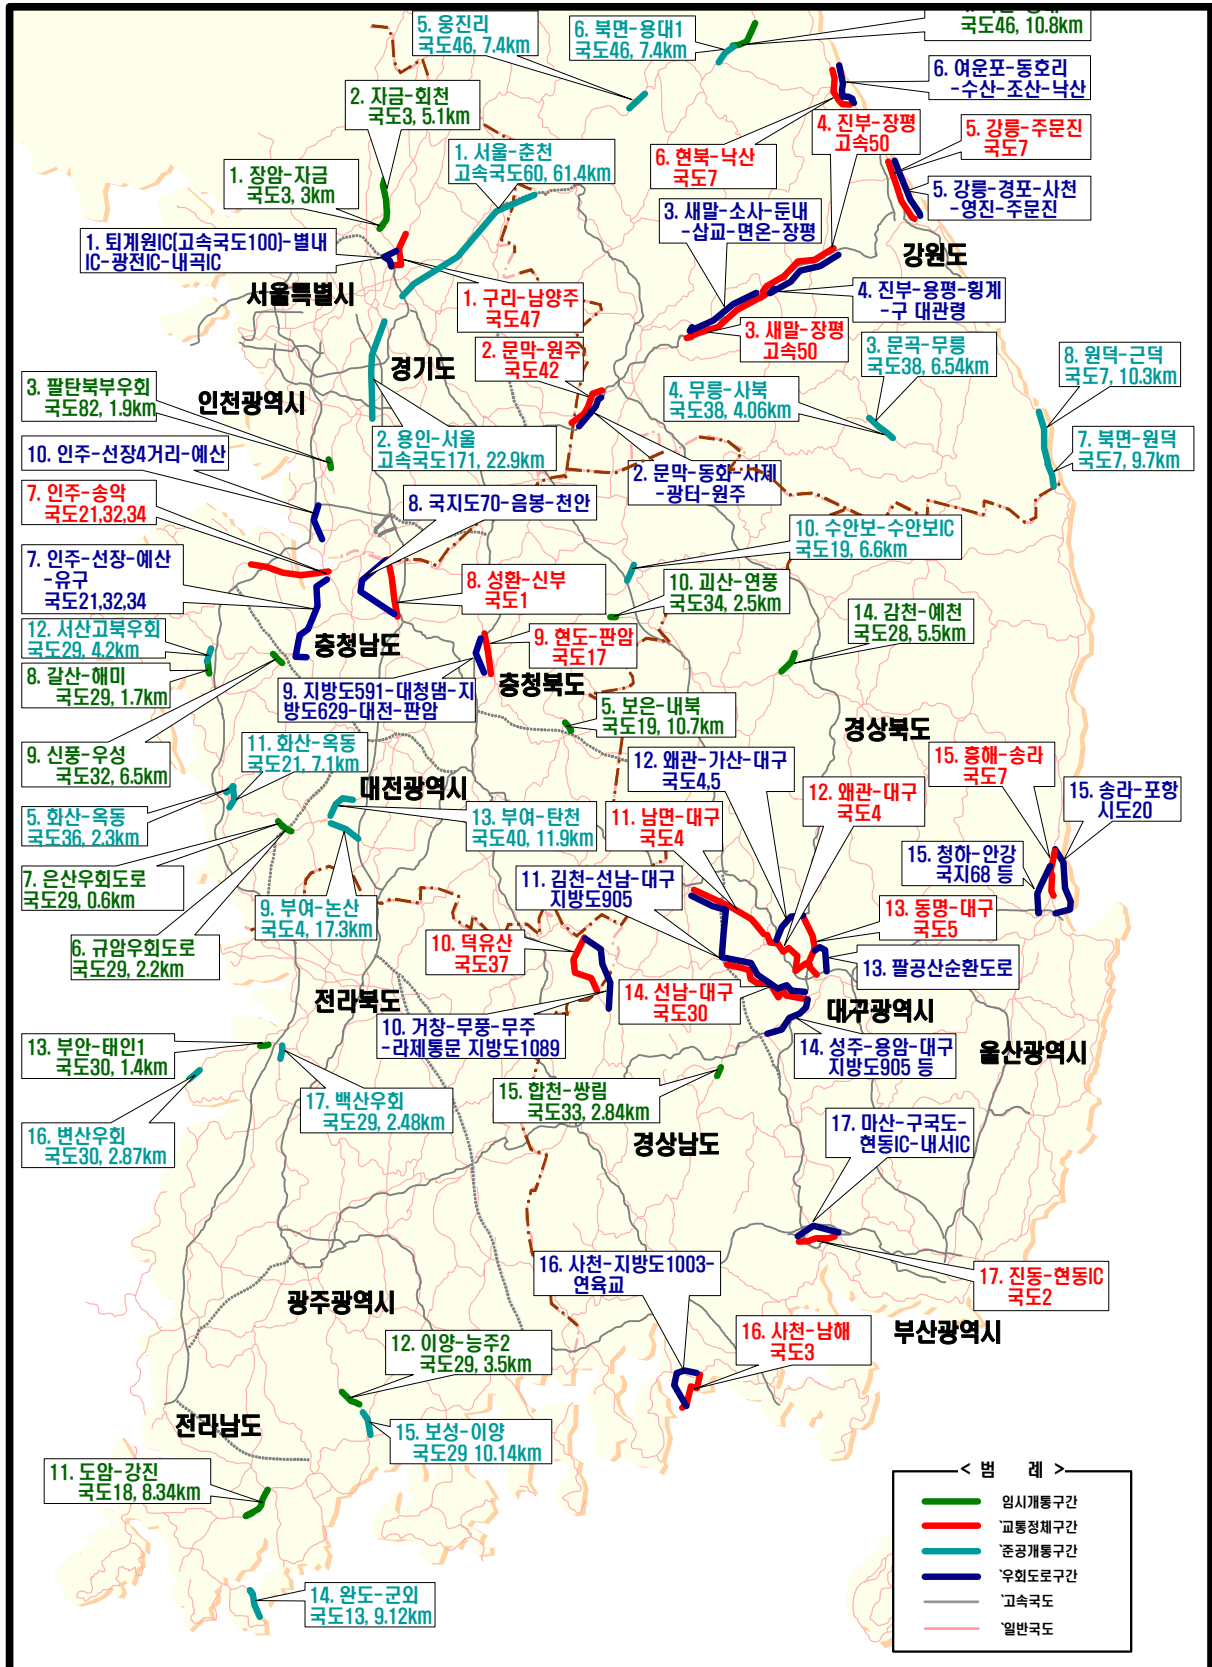 국도46, 10.8km
5. 웅진리
국도46, 7.4km
6. 북면-용대1
국도46, 7.4km
6. 여운포-동호리
-수산-조산-낙산
2. 자금-회천
국도3, 5.1km
4. 진부-장평
고속50
5. 강릉-주문진
국도7
1. 서울-춘천
고속국도60, 61.4km
6. 현북-낙산
국도7
1. 장암-자금
국도3, 3km
5. 강릉-경포-사천
-영진-주문진
3. 새말-소사-둔내
-삽교-면온-장평
1. 퇴계원IC(고속국도100)-별내
IC-광전IC-내곡IC
강원도
서울특별시
4. 진부-용평-횡계
-구 대관령
1. 구리-남양주
국도47
3. 새말-장평
고속50
3. 문곡-무릉
국도38, 6.54km
8. 원덕-근덕
국도7, 10.3km
2. 문막-원주
국도42
경기도
3. 팔탄북부우회
국도82, 1.9km
인천광역시
4. 무릉-사북
국도38, 4.06km
2. 용인-서울
고속국도171, 22.9km
7. 북면-원덕
국도7, 9.7km
10. 인주-선장4거리-예산
2. 문막-동화-사제
-광터-원주
7. 인주-송악
국도21,32,34
8. 국지도70-음봉-천안
10. 수안보-수안보IC
국도19, 6.6km
7. 인주-선장-예산
-유구
국도21,32,34
8. 성환-신부
국도1
10. 괴산-연풍
국도34, 2.5km
14. 감천-예천
국도28, 5.5km
12. 서산고북우회
국도29, 4.2km
충청남도
9. 현도-판암
국도17
8. 갈산-해미
국도29, 1.7km
9. 지방도591-대청댐-지
방도629-대전-판암
충청북도
5. 보은-내북
국도19, 10.7km
경상북도
9. 신풍-우성
국도32, 6.5km
11. 화산-옥동
국도21, 7.1km
12. 왜관-가산-대구
국도4,5
15. 흥해-송라
국도7
15. 송라-포항
시도20
대전광역시
12. 왜관-대구
국도4
5. 화산-옥동
국도36, 2.3km
13. 부여-탄천
국도40, 11.9km
11. 남면-대구
국도4
15. 청하-안강
국지68 등
7. 은산우회도로
국도29, 0.6km
11. 김천-선남-대구
지방도905
9. 부여-논산
국도4, 17.3km
13. 동명-대구
국도5
6. 규암우회도로
국도29, 2.2km
10. 덕유산
국도37
13. 팔공산순환도로
전라북도
14. 선남-대구
국도30
대구광역시
10. 거창-무풍-무주
-라제통문 지방도1089
13. 부안-태인1
국도30, 1.4km
14. 성주-용암-대구
지방도905 등
울산광역시
17. 백산우회
국도29, 2.48km
15. 합천-쌍림
국도33, 2.84km
16. 변산우회
국도30, 2.87km
경상남도
17. 마산-구국도-
현동IC-내서IC
16. 사천-지방도1003-
연육교
17. 진동-현동IC
국도2
광주광역시
12. 이양-능주2
국도29, 3.5km
16. 사천-남해
국도3
부산광역시
전라남도
15. 보성-이양
국도29 10.14km
11. 도암-강진
국도18, 8.34km
< 범 례 >
임시개통구간
교통정체구간
준공개통구간
우회도로구간
고속국도
일반국도
14. 완도-군외
국도13, 9.12km